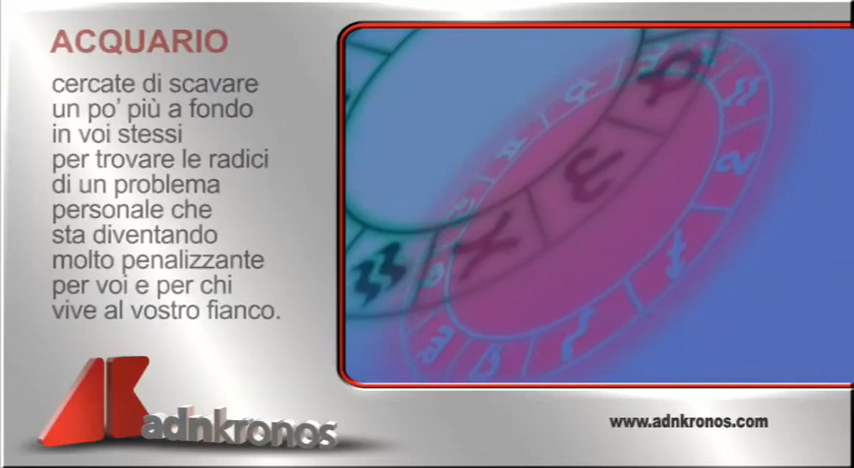 ACQUARIO
cercate di scavare
un po’ più a fondo
in voi stessi
per trovare le radici
di un problema
personale che
sta diventando
molto penalizzante
per voi e per chi
vive al vostro fianco.
adnkronos
www.adnkronos.com